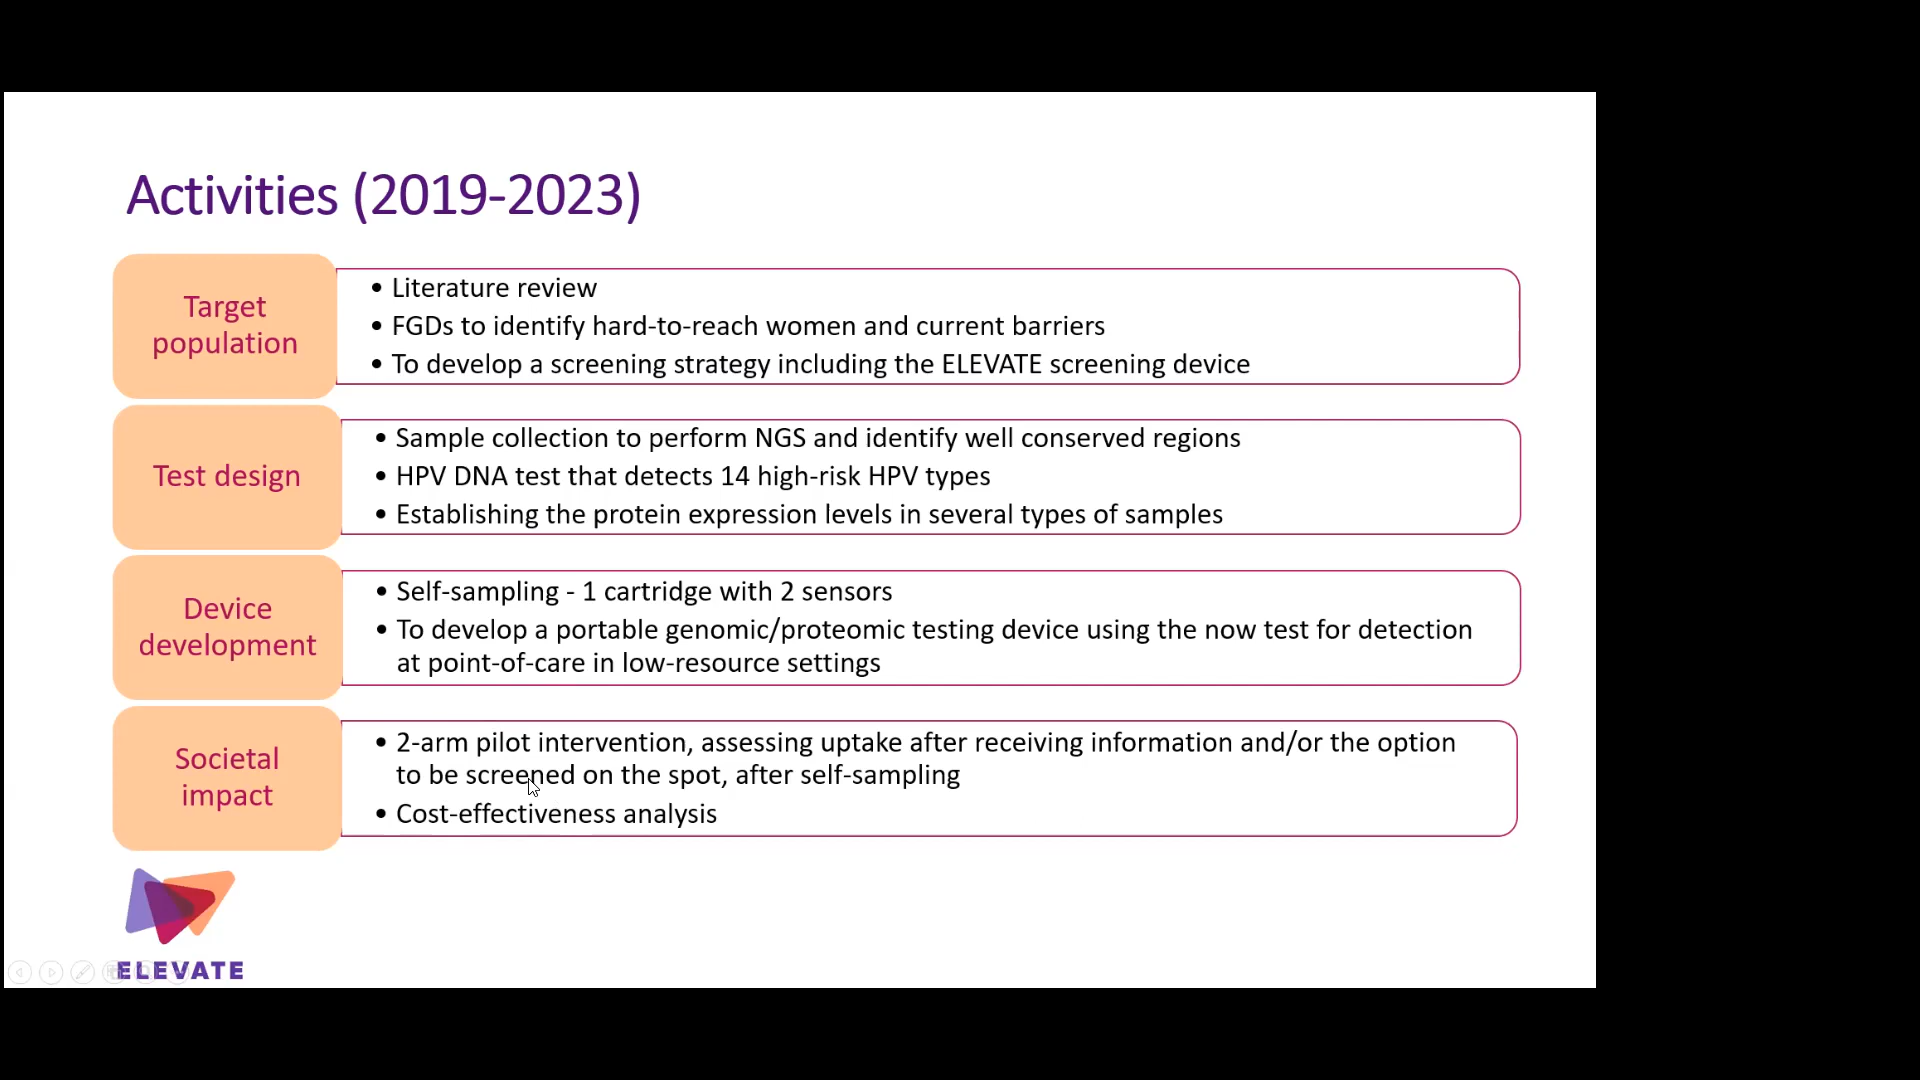 Activities (2019-2023)
Target
population
• Literature review
• FGDs to identify hard-to-reach women and current barriers
• To develop a screening strategy including the ELEVATE screening device
Test design
• Sample collection to perform NGS and identify well conserved regions
• HPV DNA test that detects 14 high-risk HPV types
• Establishing the protein expression levels in several types of samples
Device
development
• Self-sampling - 1 cartridge with 2 sensors
• To develop a portable genomic/proteomic testing device using the now test for detection
at point-of-care in low-resource settings
Societal
impact
• 2-arm pilot intervention, assessing uptake after receiving information and/or the option
to be screened on the spot, after self-sampling
• Cost-effectiveness analysis
ELEVATE